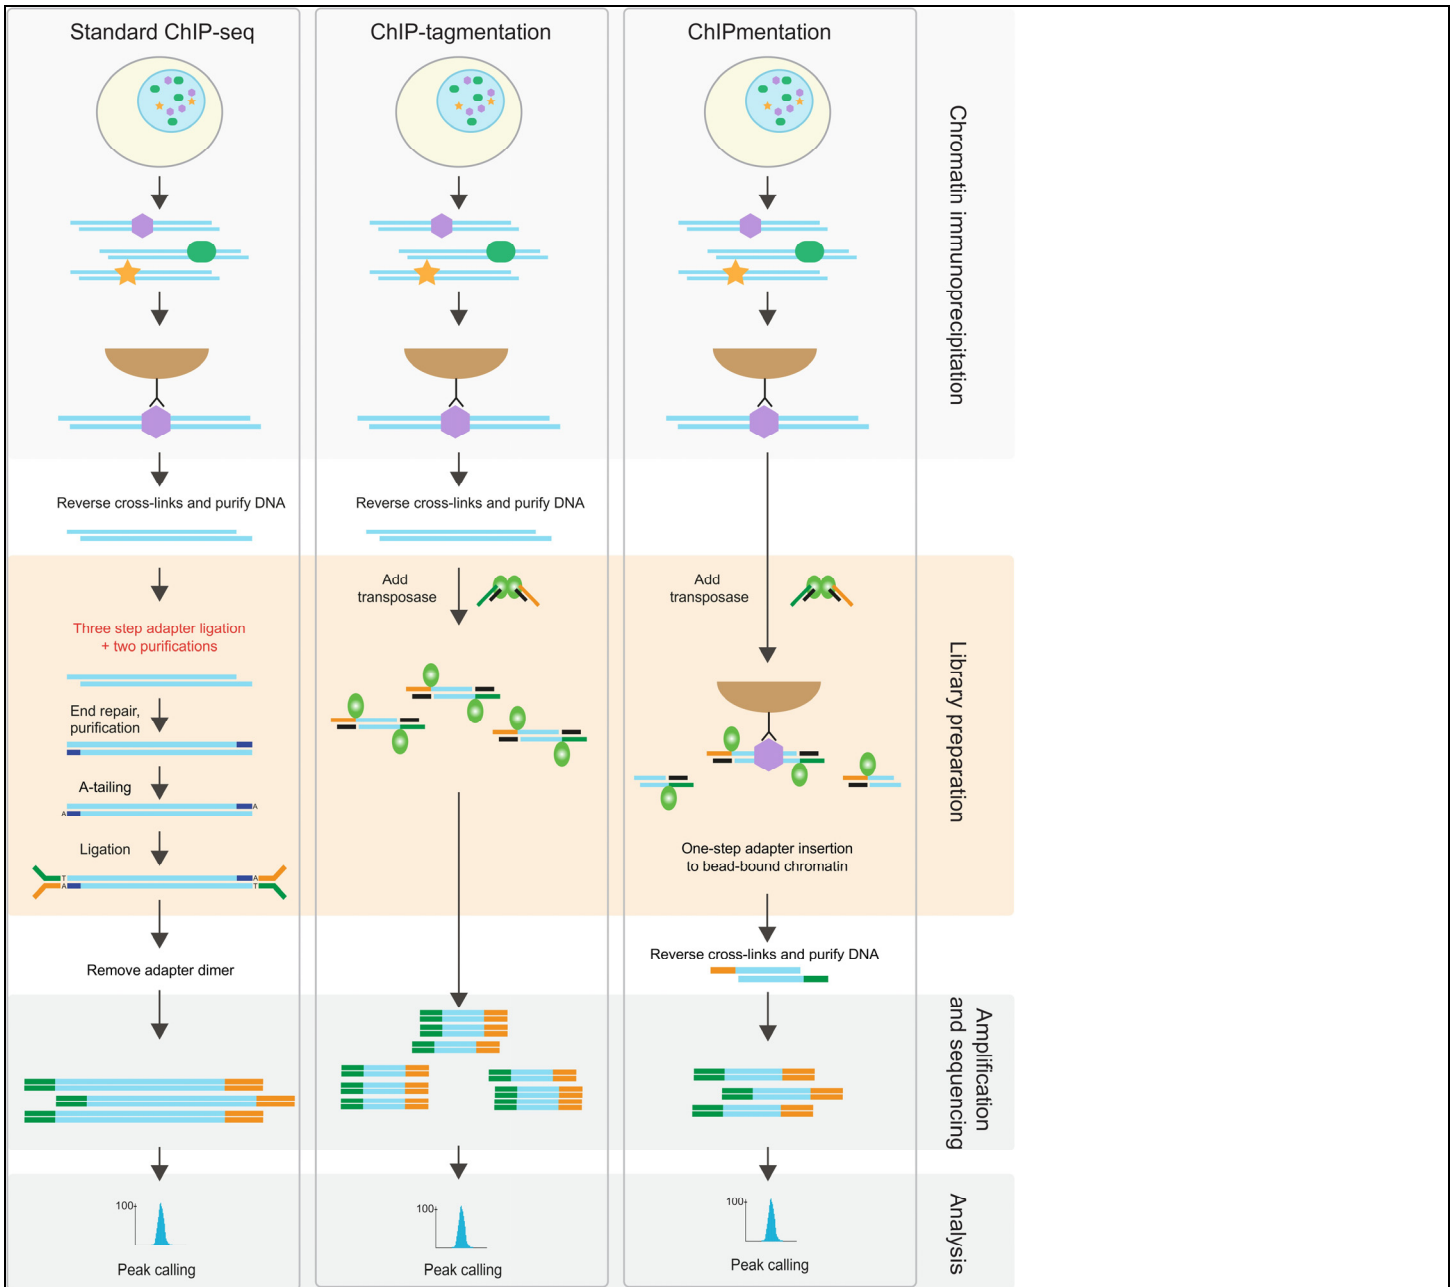 Standard ChIP-seq
Reverse cross-links and purify DNA
Three step adapter ligation
+ two purifications
End repair,
purification
A-tailing
A
A
Ligation
T
A
A
T
Remove adapter dimer
100
Peak calling
ChIP-tagmentation
Reverse cross-links and purify DNA
Add
transposase
100
Peak calling
ChIPmentation
Add
transposase
One-step adapter insertion
to bead-bound chromatin
Reverse cross-links and purify DNA
100
Peak calling
Chromatin immunoprecipitation
Library preparation
Amplification
and sequencing
Analysis